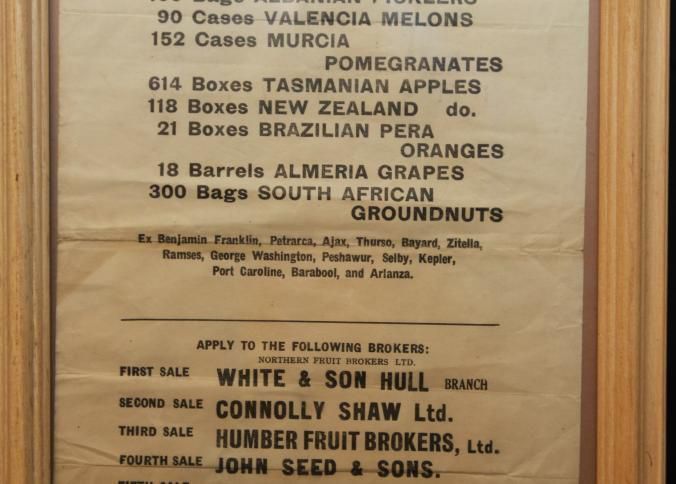 Bags ALBANIAN PICKLERS
90 Cases VALENCIA MELONS
152 Cases MURCIA
POMEGRANATES
614 Boxes TASMANIAN APPLES
118 Boxes NEW ZEALAND do.
21 Boxes BRAZILIAN PERA
ORANGES
18 Barrels ALMERIA GRAPES
300 Bags SOUTH AFRICAN
GROUNDNUTS
Ex Benjamin Franklin, Petrarca, Ajax, Thurso, Bayard, Zitella,
Ramses, George Washington, Peshawur, Selby, Kepler,
Port Caroline, Barabool, and Arlanza.
APPLY TO THE FOLLOWING BROKERS:
NORTHERN FRUIT BROKERS LTD.
FIRST SALE WHITE & SON HULL BRANCH
SECOND SALE CONNOLLY SHAW Ltd.
THIRD SALE HUMBER FRUIT BROKERS, Ltd.
FOURTH SALE JOHN SEED & SONS.